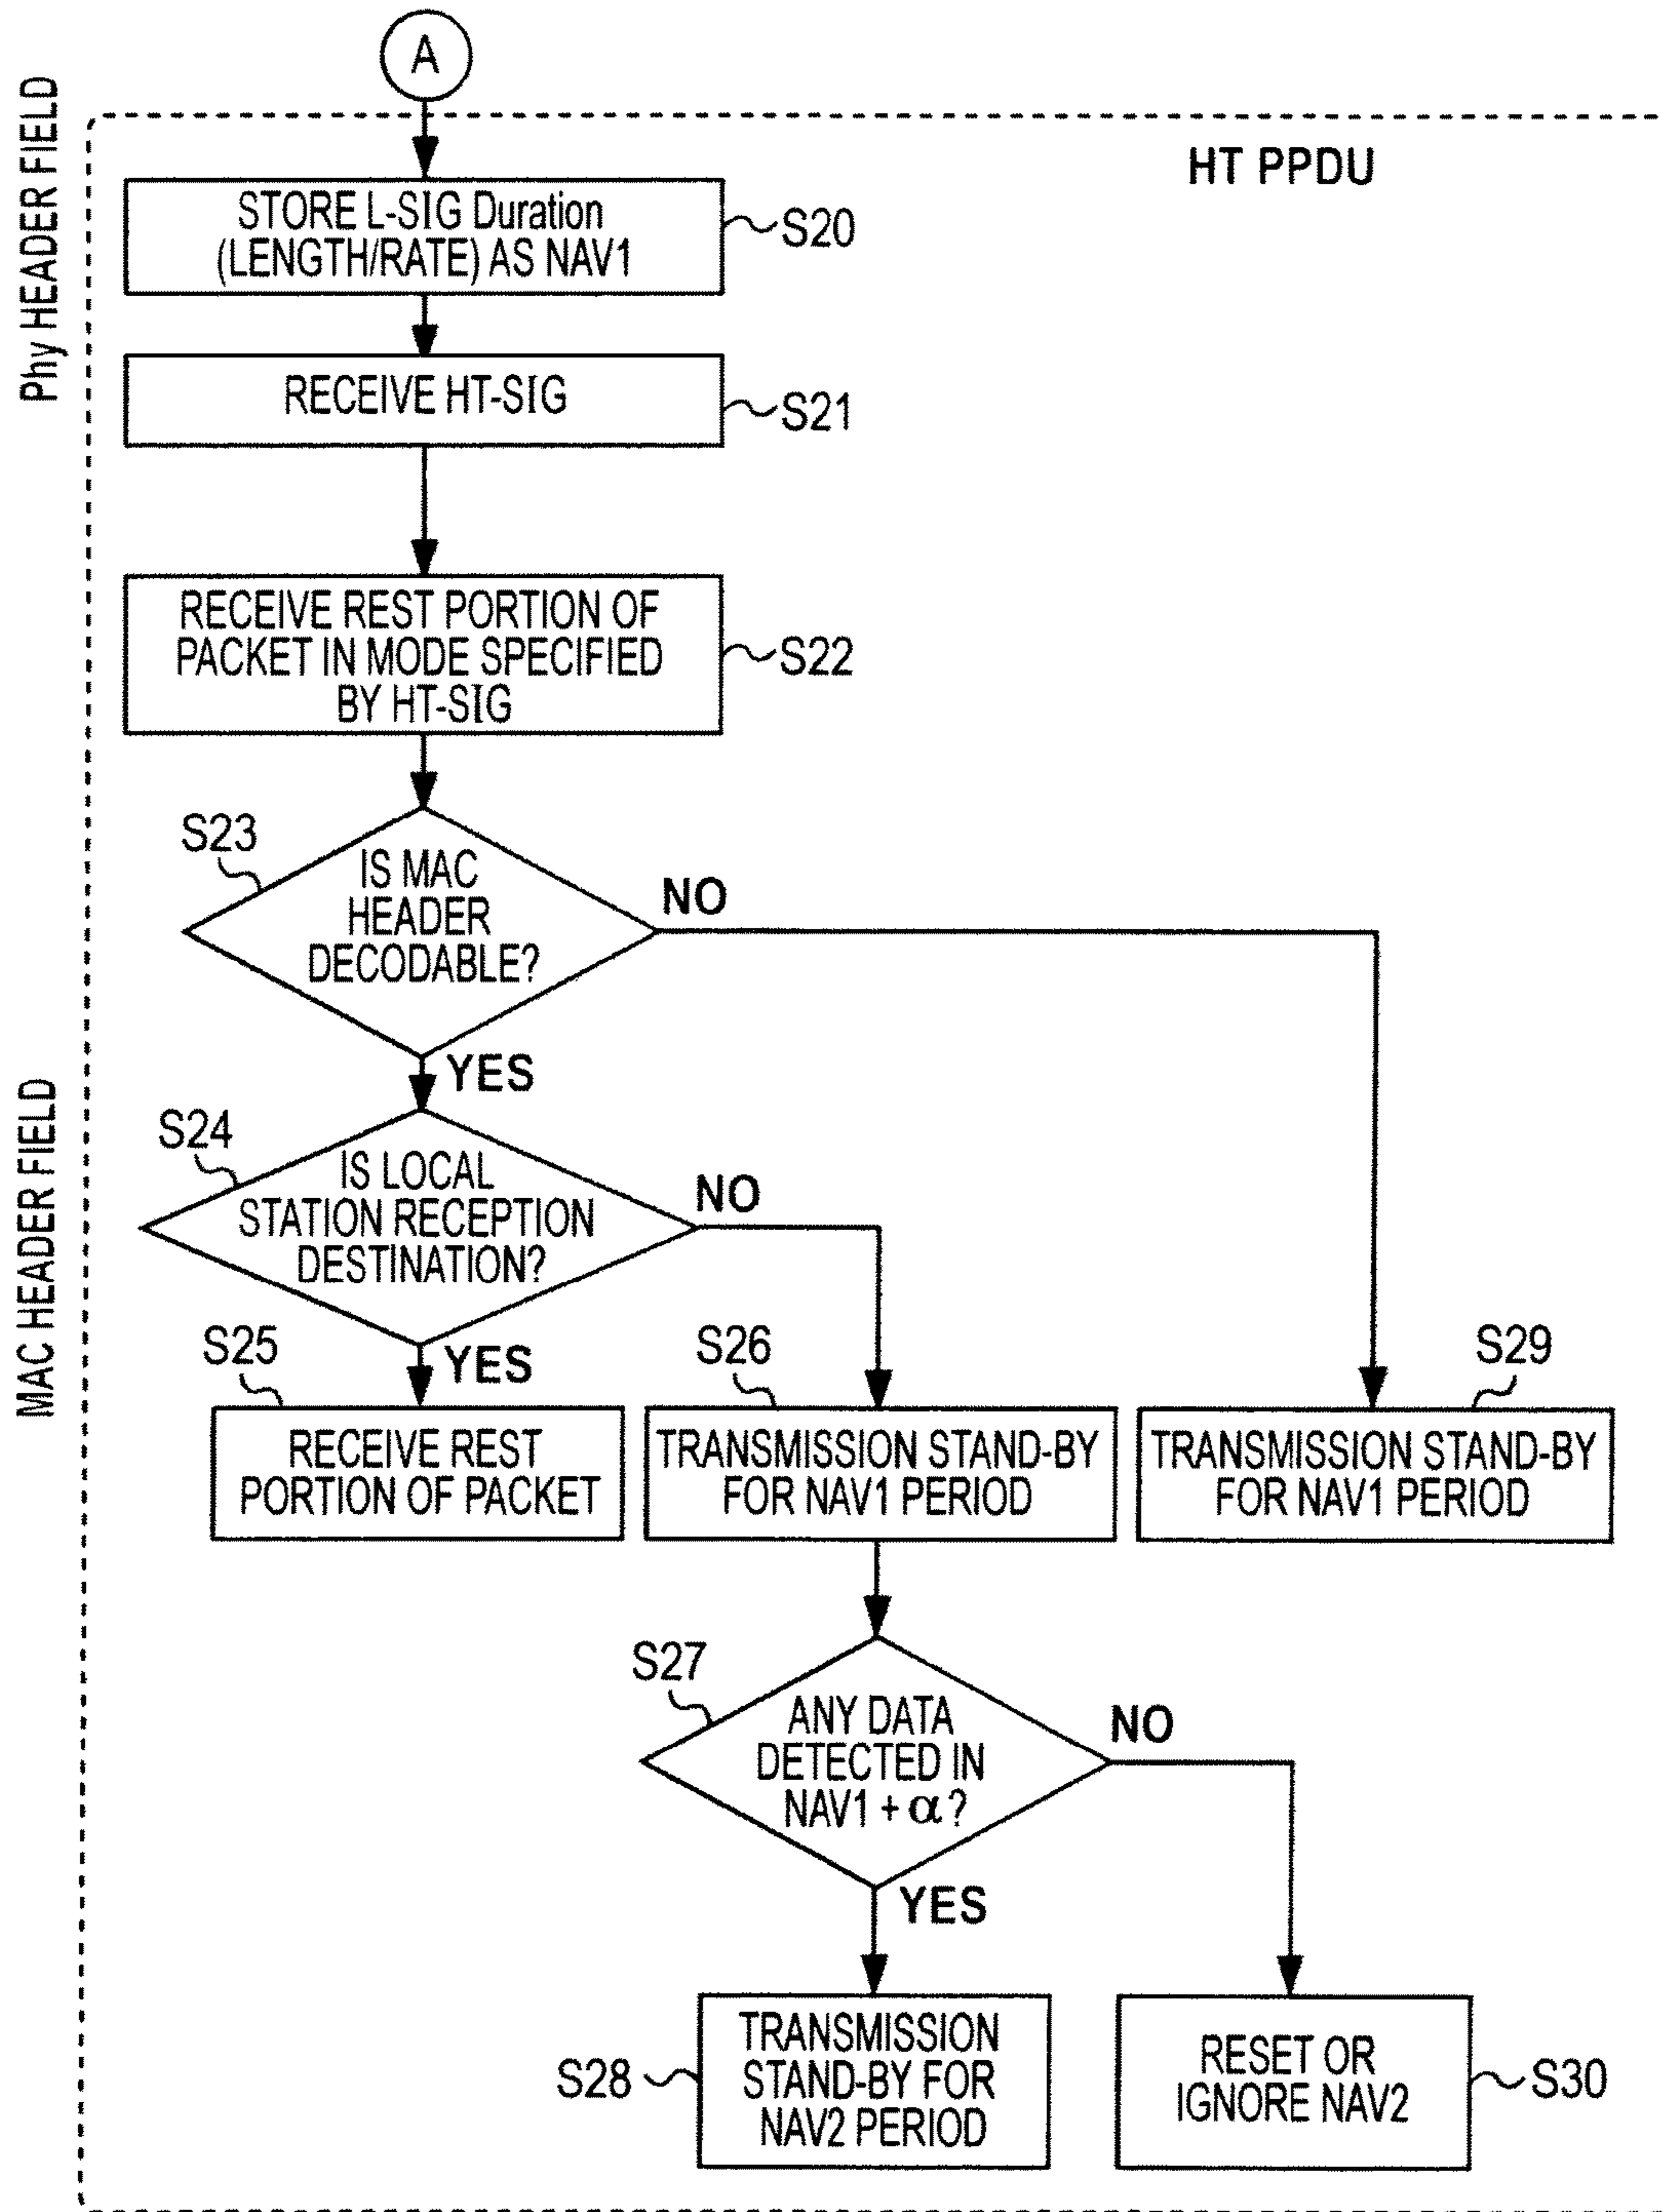 A
Phy HEADER FIELD
HT PPDU
STORE L-SIG Duration
(LENGTH/RATE) AS NAV1
S20
RECEIVE HT-SIG
S21
RECEIVE REST PORTION OF
PACKET IN MODE SPECIFIED
BY HT-SIG
S22
S23
IS MAC
HEADER
DECODABLE?
NO
YES
MAC HEADER FIELD
S24
IS LOCAL
STATION RECEPTION
DESTINATION?
NO
YES
S25
RECEIVE REST
PORTION OF PACKET
S26
TRANSMISSION STAND-BY
FOR NAV1 PERIOD
S29
TRANSMISSION STAND-BY
FOR NAV1 PERIOD
S27
ANY DATA
DETECTED IN
NAV1 + α ?
NO
YES
S28
TRANSMISSION
STAND-BY FOR
NAV2 PERIOD
RESET OR
IGNORE NAV2
S30